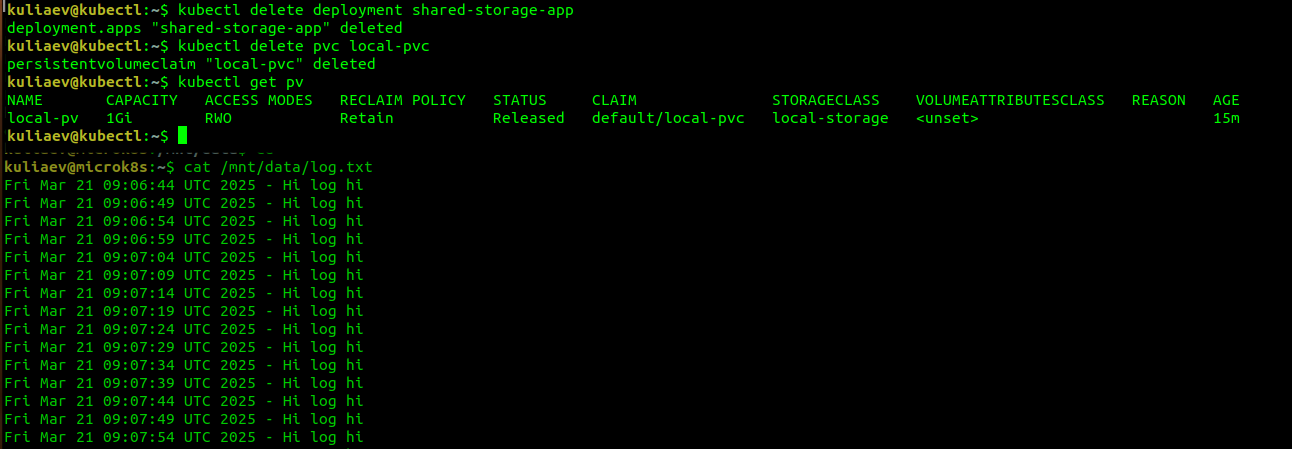 kuliaev@kubectl:~$ kubectl delete deployment shared-storage-app
deployment.apps "shared-storage-app" deleted
kuliaev@kubectl:~$ kubectl delete pvc local-pvc
persistentvolumeclaim "local-pvc" deleted
kuliaev@kubectl:~$ kubectl get pv
NAME CAPACITY ACCESS MODES RECLAIM POLICY STATUS CLAIM STORAGECLASS VOLUMEATTRIBUTESCLASS REASON AGE
local-pv 1Gi RWO Retain Released default/local-pvc local-storage <unset> 15m
kuliaev@kubectl:~$
kuliaev@microk8s:~$ cat /mnt/data/log.txt
Fri Mar 21 09:06:44 UTC 2025 - Hi log hi
Fri Mar 21 09:06:49 UTC 2025 - Hi log hi
Fri Mar 21 09:06:54 UTC 2025 - Hi log hi
Fri Mar 21 09:06:59 UTC 2025 - Hi log hi
Fri Mar 21 09:07:04 UTC 2025 - Hi log hi
Fri Mar 21 09:07:09 UTC 2025 - Hi log hi
Fri Mar 21 09:07:14 UTC 2025 - Hi log hi
Fri Mar 21 09:07:19 UTC 2025 - Hi log hi
Fri Mar 21 09:07:24 UTC 2025 - Hi log hi
Fri Mar 21 09:07:29 UTC 2025 - Hi log hi
Fri Mar 21 09:07:34 UTC 2025 - Hi log hi
Fri Mar 21 09:07:39 UTC 2025 - Hi log hi
Fri Mar 21 09:07:44 UTC 2025 - Hi log hi
Fri Mar 21 09:07:49 UTC 2025 - Hi log hi
Fri Mar 21 09:07:54 UTC 2025 - Hi log hi